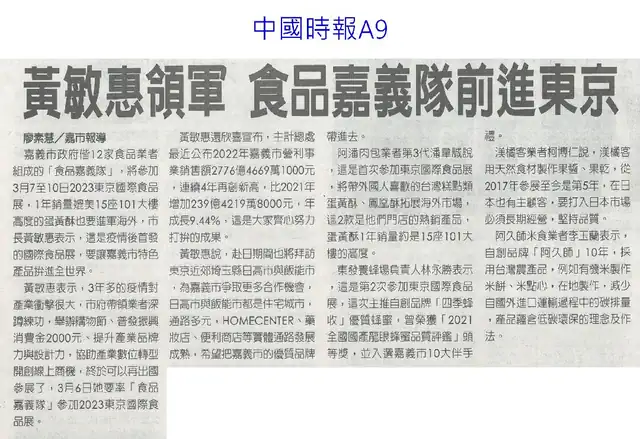 中國時報A9
黃敏惠領軍 食品嘉義隊前進東京
廖素慧／嘉市報導
嘉義市政府偕12家食品業者
組成的「食品嘉義隊」，將參加
3月7日至10日2023東京國際食品
展，1年銷量媲美15座101大樓
高度的蛋黃酥也要進軍海外，市
長黃敏惠表示，這是疫情後首發
的國際食品展，要讓嘉義市特色
產品拚進全世界。
黃敏惠表示，3年多的疫情對
產業衝擊很大，市府帶領業者深
蹲練功，舉辦購物節、普發振興
消費金2000元、提升產業品牌
力與設計力，協助產業數位轉型
開創線上商機，終於可以再出國
參展了，3月6日她要率「食品
嘉義隊」參加2023東京國際食
品展。
黃敏惠還欣喜宣布，主計總處
最近公布2022年嘉義市營利事
業銷售額2776億4669萬1000
元，連續4年再創新高，比2021
年增加239億4219萬8000元，年
成長9.44%，這是大家齊心努力
打拚的成果。
黃敏惠說，赴日期間也將拜訪
東京近郊埼玉縣日高市與飯能市
，為嘉義市爭取更多合作機會，
日高市與飯能市都是住宅城市，
通路多元，HOMECENTER、藥
妝店、便利商店等實體通路發展
成熟，希望把嘉義市的優質品牌
帶進去。
阿潘肉包業者第3代潘畢威說
，這是首次參加東京國際食品展
，將帶外國人喜歡的台灣糕點類
蛋黃酥、鳳凰酥拓展海外市場，
這2款是他們門店的熱銷產品，
蛋黃酥1年銷量約是15座101大
樓的高度。
東發養蜂場負責人林永勝表示
，這是第2次參加東京國際食品
展，這次主推自創品牌「四季蜂
收」優質蜂蜜，曾榮獲「2021
全國國產龍眼蜂蜜品質評鑑」頭
等獎，並入選嘉義市10大伴手
禮。
漢橘客業者柯博仁說，漢橘客
用天然食材製作果醬、果乾，從
2017年參展至今是第5年，在日
本也有主顧客，要打入日本市場
必須長期經營，堅持品質。
阿久師米食業者李玉蘭表示，
自創品牌「阿久師」10年，採
用台灣農產品，例如有機米製作
米餅、米點心，在地製作，減少
自國外進口運輸過程中的碳排量
，產品蘊含低碳環保的理念及作
法。